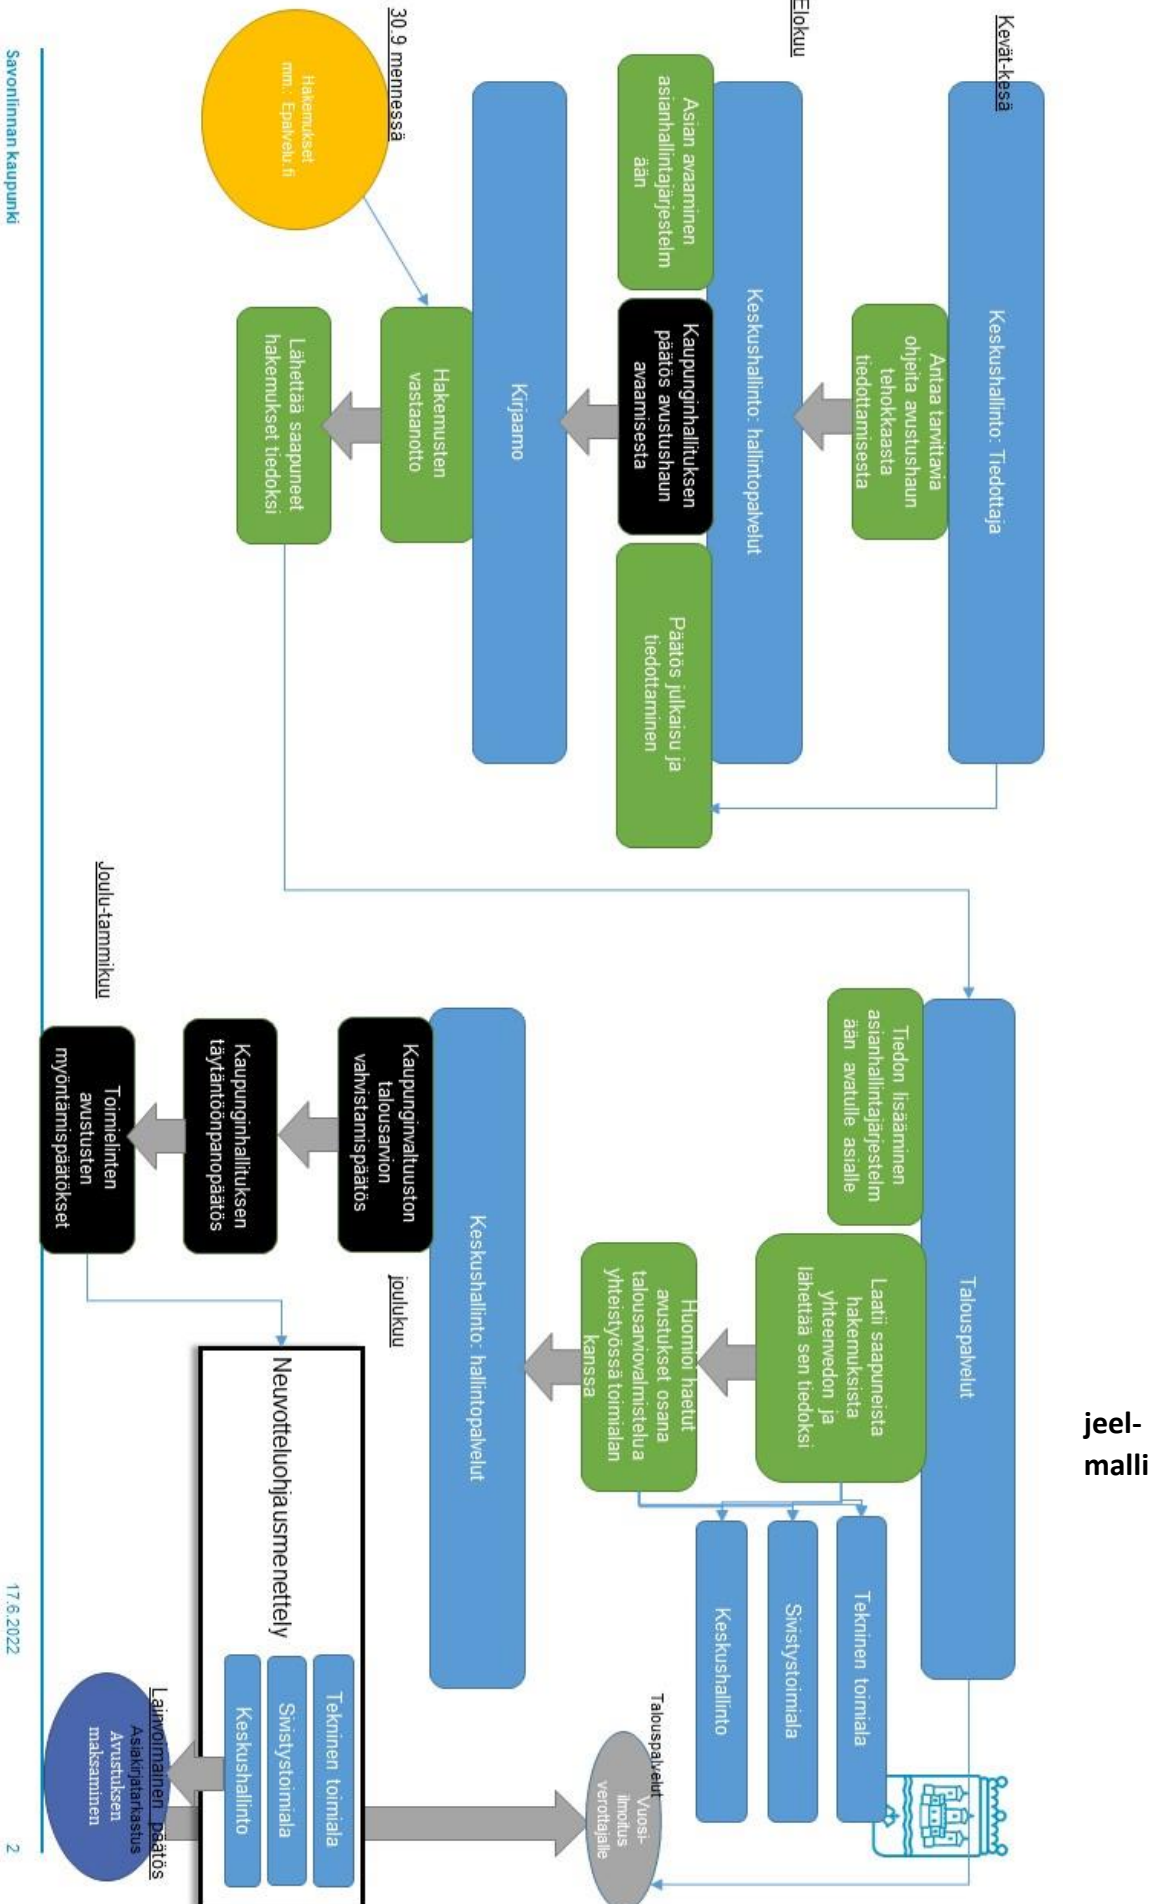 Kevät-kesä
Keskushallinto: Tiedottaja
Antaa tarvittavia
ohjeita avustushaun
tehokkaasta
tiedottamisesta
Elokuu
Keskushallinto: hallintopalvelut
Asian avaaminen
asianhallintajärjestelm
ään
Kaupunginhallituksen
päätös avustushaun
avaamisesta
Päätös julkaisu ja
tiedottaminen
Kirjaamo
30.9 mennessä
Hakemukset
mm.: Epalvelu.fi
Hakemusten
vastaanotto
Lähettää saapuneet
hakemukset tiedoksi
Talouspalvelut
Tiedon lisääminen
asianhallintajärjestelm
ään avatulle asialle
Laatii saapuneista
hakemuksista
yhteenvedon ja
lähettää sen tiedoksi
Tekninen toimiala
Sivistystoimiala
Keskushallinto
Huomioi haetut
avustukset osana
talousarviovalmistelua
yhteistyössä toimialan
kanssa
Keskushallinto: hallintopalvelut
joulukuu
Kaupunginvaltuuston
talousarvion
vahvistamispäätös
Kaupunginhallituksen
täytäntöönpanopäätös
Joulu-tammikuu
Toimielinten
avustusten
myöntämispäätökset
Neuvotteluohjausmenettely
Tekninen toimiala
Sivistystoimiala
Keskushallinto
Talouspalvelut
Vuosi-
ilmoitus
verottajalle
Lainvoimainen päätös
Asiakirjatarkastus
Avustuksen
maksaminen
Savonlinnan kaupunki
17.6.2022
2
jeel-
malli